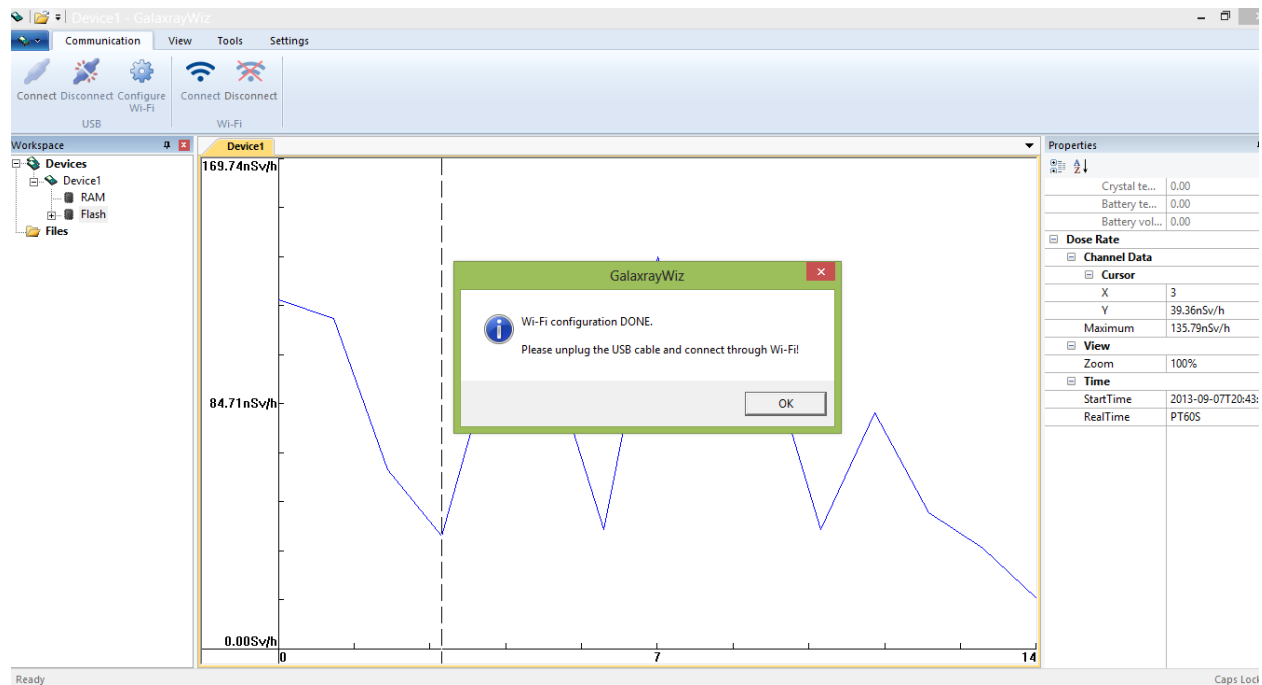 Device1 - GalaxrayWiz
Communication View Tools Settings
Connect Disconnect Configure Wi-Fi
Connect Disconnect
USB
Wi-Fi
Workspace
Devices
Device1
RAM
Flash
Files
Device1
169.74nSv/h
84.71nSv/h
0.00Sv/h
0 7 14
GalaxrayWiz
Wi-Fi configuration DONE.
Please unplug the USB cable and connect through Wi-Fi!
OK
Properties
Crystal te... 0.00
Battery te... 0.00
Battery vol... 0.00
Dose Rate
Channel Data
Cursor
X 3
Y 39.36nSv/h
Maximum 135.79nSv/h
View
Zoom 100%
Time
StartTime 2013-09-07T20:43:
RealTime PT60S
Ready
Caps Lock